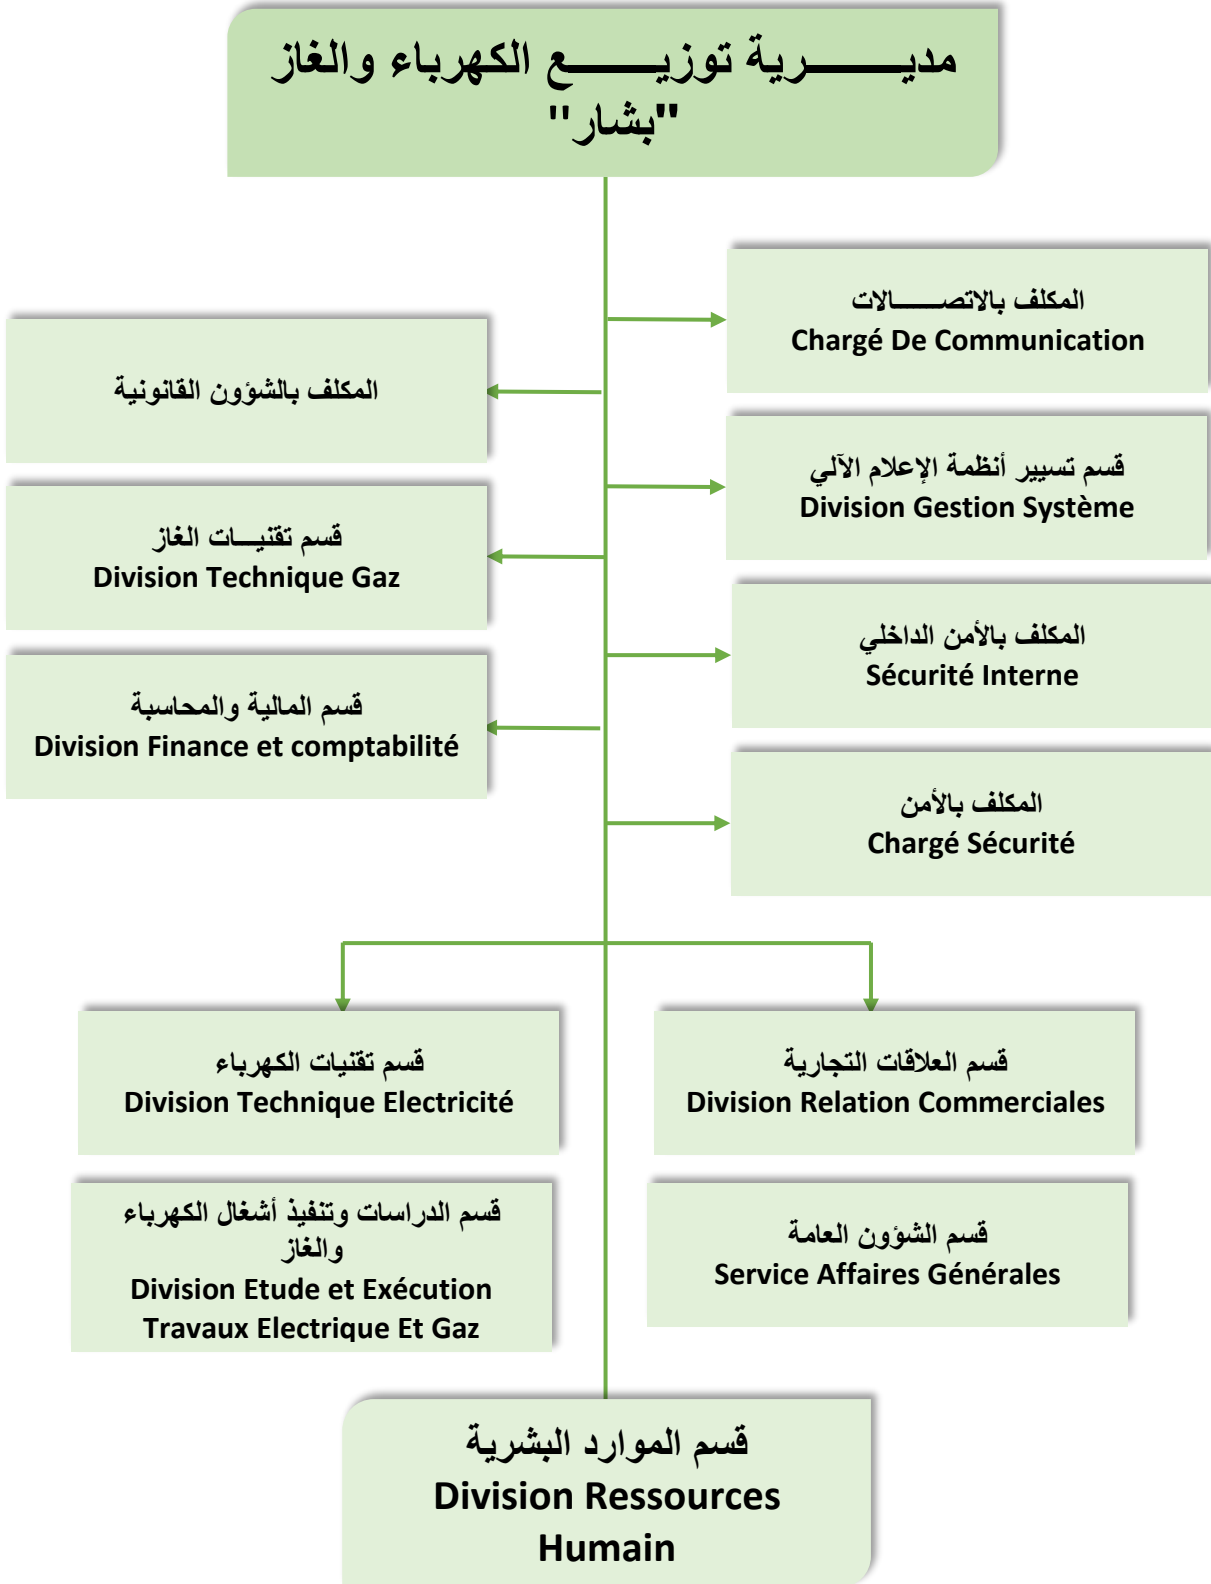 مديـــــــرية توزيـــــــع الكهرباء والغاز
"بشار"
المكلف بالاتصـــــالات
Chargé De Communication
المكلف بالشؤون القانونية
قسم تسيير أنظمة الإعلام الآلي
Division Gestion Système
قسم تقنيـــات الغاز
Division Technique Gaz
المكلف بالأمن الداخلي
Sécurité Interne
قسم المالية والمحاسبة
Division Finance et comptabilité
المكلف بالأمن
Chargé Sécurité
قسم العلاقات التجارية
Division Relation Commerciales
قسم تقنيات الكهرباء
Division Technique Electricité
قسم الشؤون العامة
Service Affaires Générales
قسم الدراسات وتنفيذ أشغال الكهرباء
والغاز
Division Etude et Exécution
Travaux Electrique Et Gaz
قسم الموارد البشرية
Division Ressources
Humain